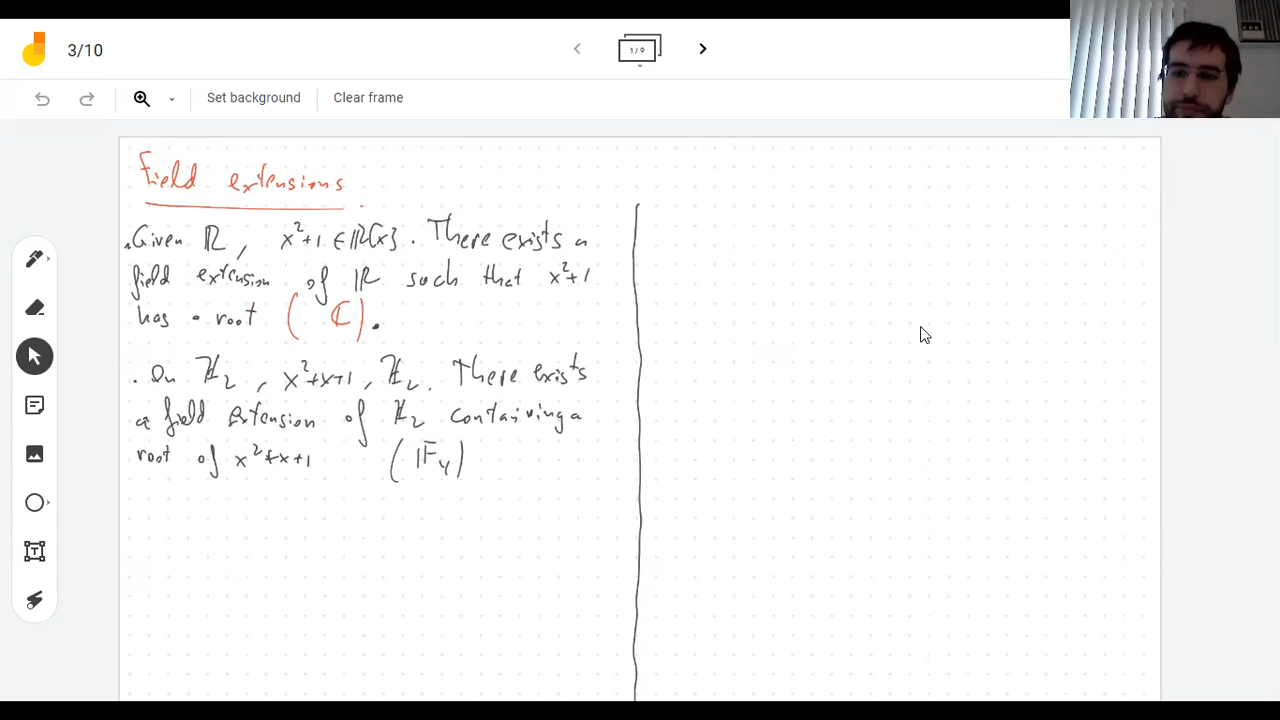 3/10
1/9
Set background
Clear frame
Field extensions
. Given ℝ, x²+1 ∈ ℝ[x]. There exists a
field extension of ℝ such that x²+1
has a root (ℂ).
. On ℤ₂, x²+x+1, ℤ₂. There exists
a field extension of ℤ₂ containing a
root of x²+x+1 (𝔽₄)